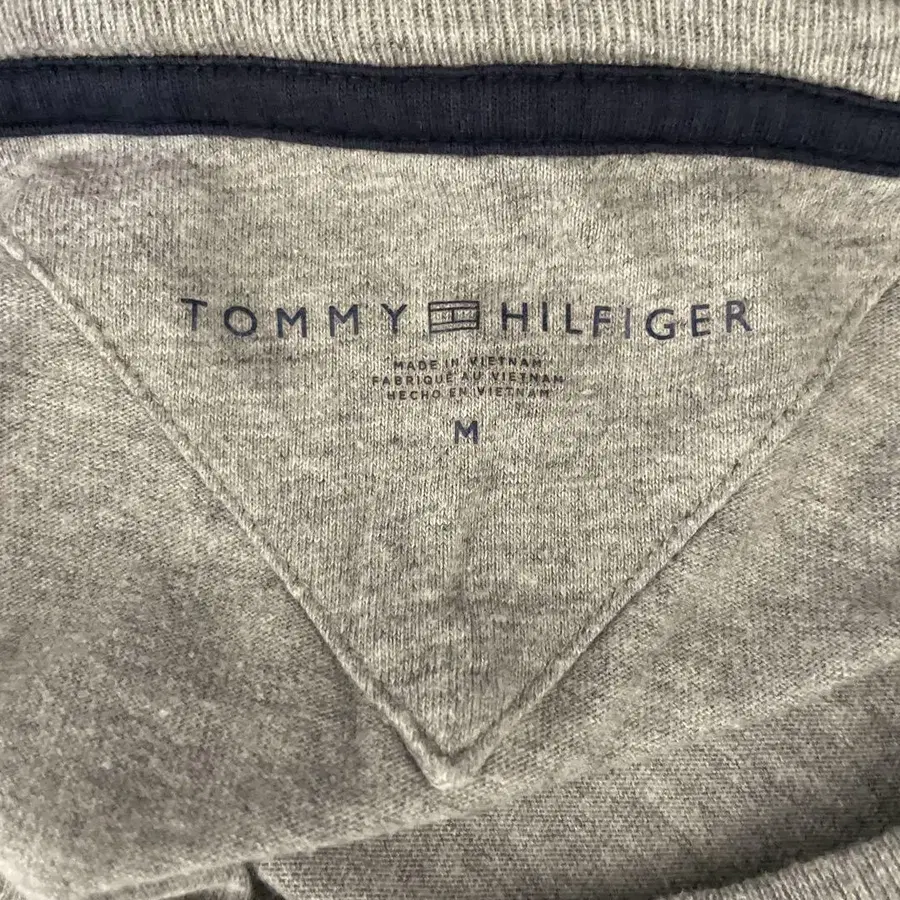 TOMMY HILFIGER
MADE IN VIETNAM
FABRIQUE AU VIETNAM
HECHO EN VIETNAM
M